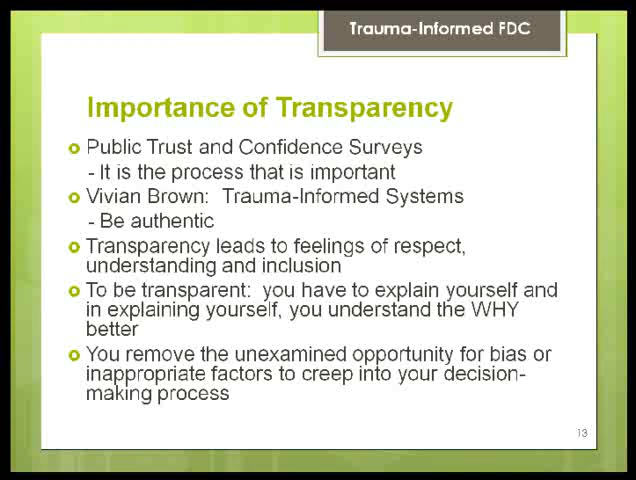 Trauma-Informed FDC
Importance of Transparency
Public Trust and Confidence Surveys
- It is the process that is important
Vivian Brown: Trauma-Informed Systems
- Be authentic
Transparency leads to feelings of respect,
understanding and inclusion
To be transparent: you have to explain yourself and
in explaining yourself, you understand the WHY
better
You remove the unexamined opportunity for bias or
inappropriate factors to creep into your decision-
making process
13